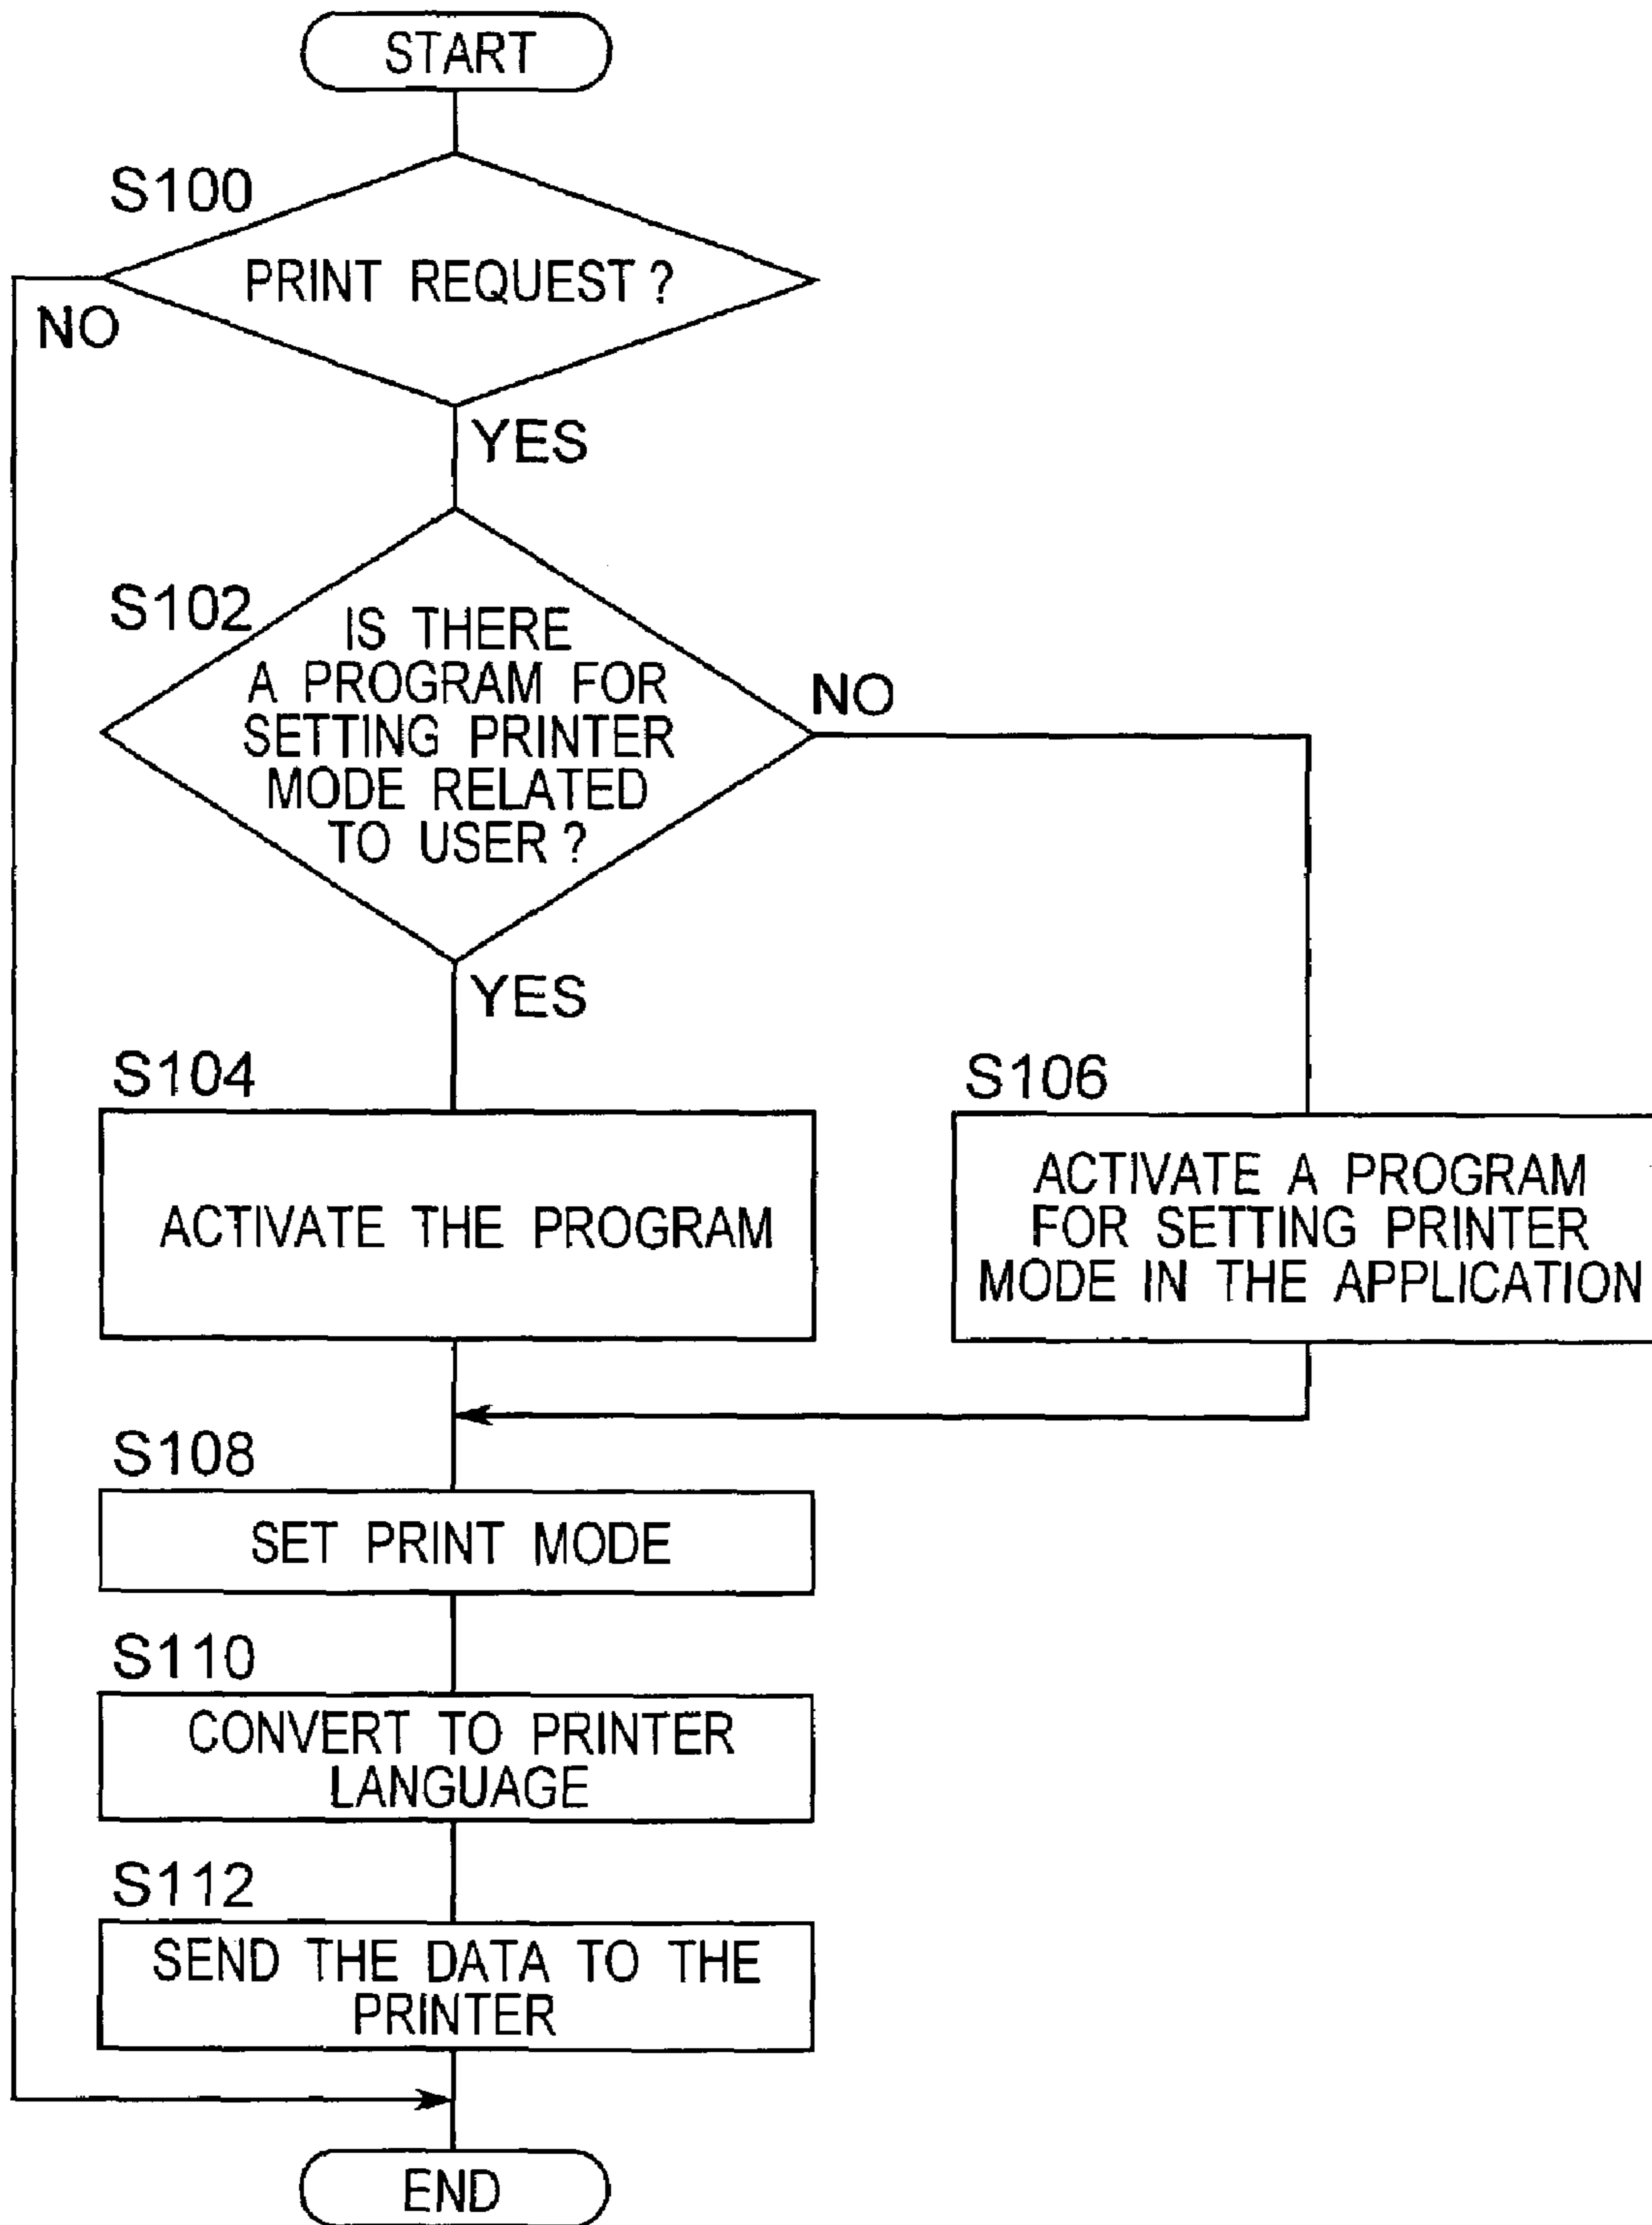 START
S100
PRINT REQUEST ?
NO
YES
S102
IS THERE
A PROGRAM FOR
SETTING PRINTER
MODE RELATED
TO USER ?
NO
YES
S104
ACTIVATE THE PROGRAM
S106
ACTIVATE A PROGRAM
FOR SETTING PRINTER
MODE IN THE APPLICATION
S108
SET PRINT MODE
S110
CONVERT TO PRINTER
LANGUAGE
S112
SEND THE DATA TO THE
PRINTER
END